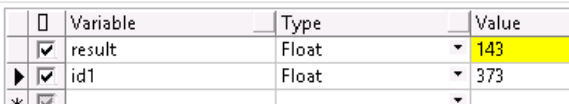 Variable Type Value
result Float 143
id1 Float 373